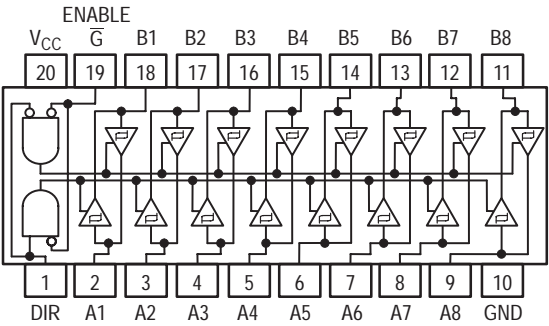 ENABLE
V_CC G̅ B1 B2 B3 B4 B5 B6 B7 B8
20 19 18 17 16 15 14 13 12 11
1 2 3 4 5 6 7 8 9 10
DIR A1 A2 A3 A4 A5 A6 A7 A8 GND